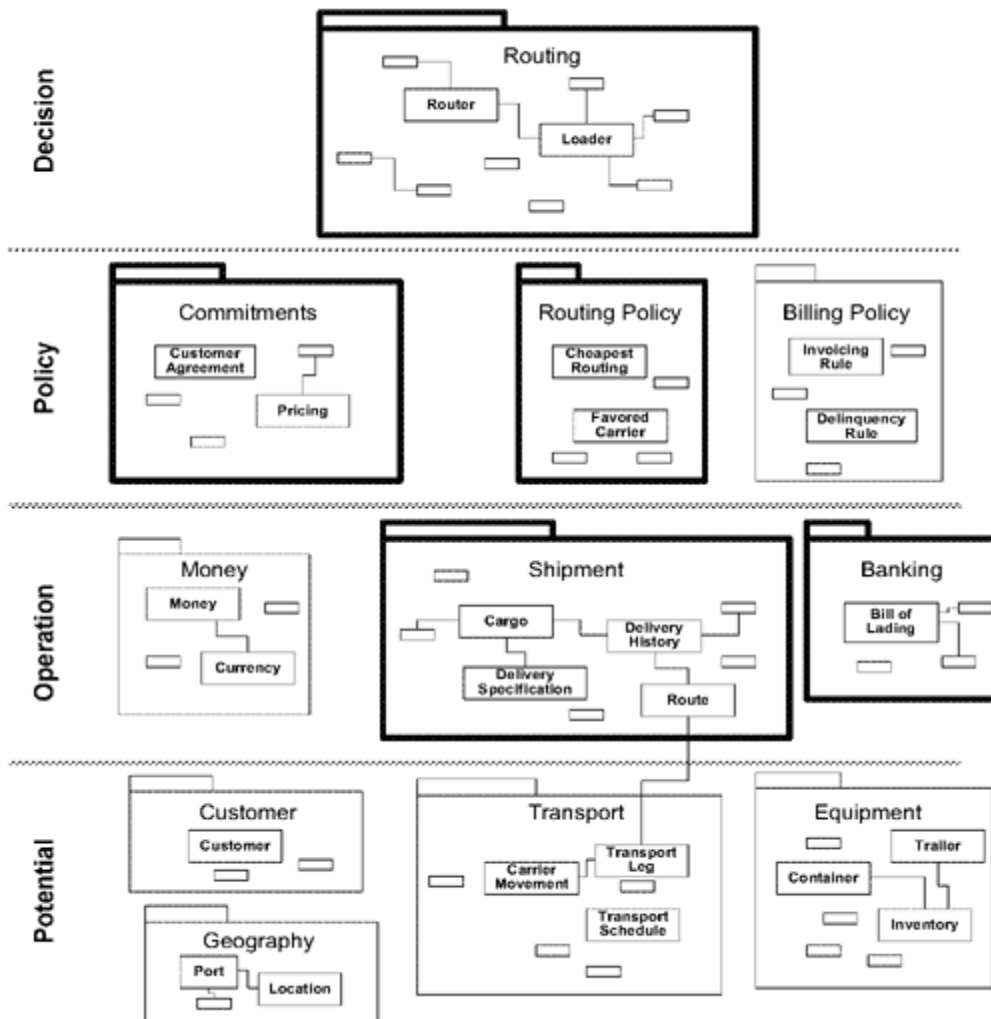 Decision
Routing
Router
Loader
Policy
Commitments
Customer
Agreement
Pricing
Routing Policy
Cheapest
Routing
Favored
Carrier
Billing Policy
Invoicing
Rule
Delinquency
Rule
Operation
Money
Money
Currency
Shipment
Cargo
Delivery
History
Delivery
Specification
Route
Banking
Bill of
Lading
Potential
Customer
Customer
Geography
Port
Location
Transport
Transport
Leg
Carrier
Movement
Transport
Schedule
Equipment
Trailer
Container
Inventory